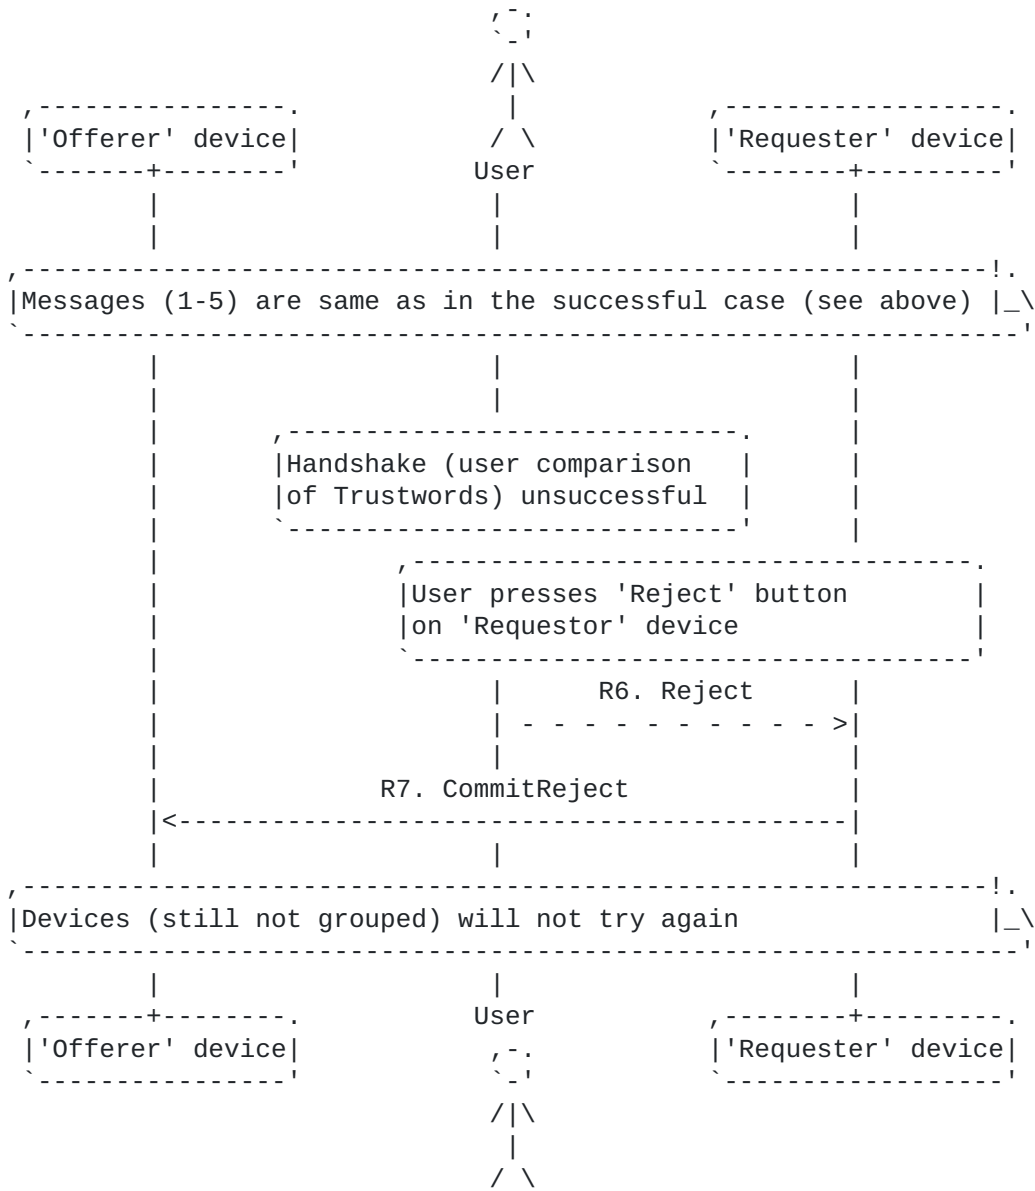 'Offerer' device
'Requester' device
User
Messages (1-5) are same as in the successful case (see above)
Handshake (user comparison
of Trustwords) unsuccessful
User presses 'Reject' button
on 'Requestor' device
R6. Reject
R7. CommitReject
Devices (still not grouped) will not try again
User
'Offerer' device
'Requester' device